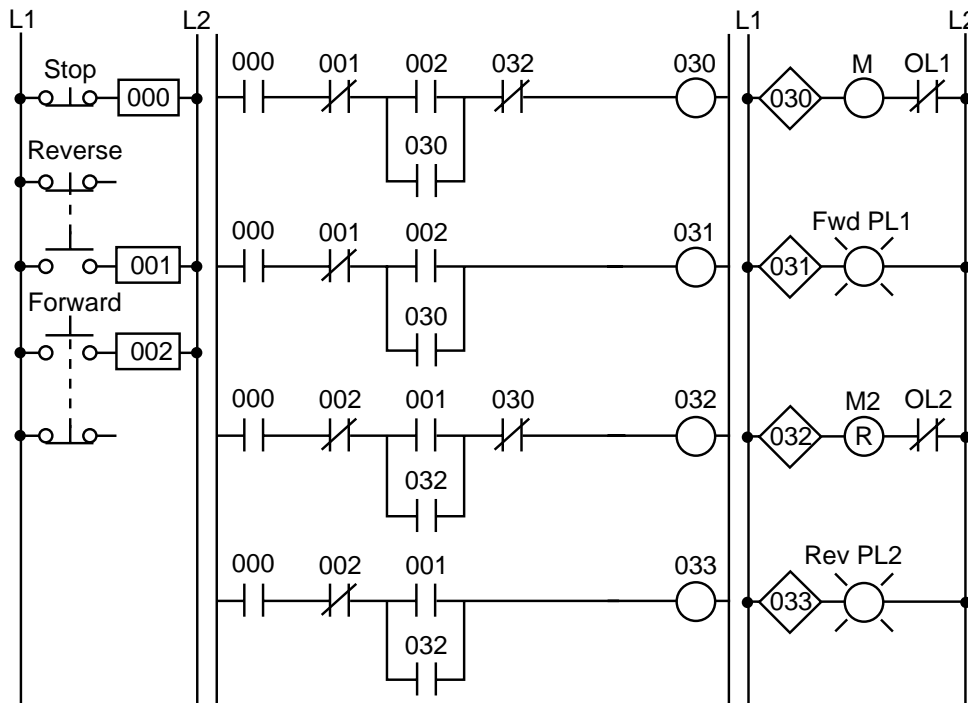 L1 L2 L1 L2
Stop 000 001 002 032 030 M OL1
000 030
Reverse 030
000 001 002 031 Fwd PL1
001 031
Forward 030
002
000 002 001 030 032 M2 OL2
032 R
032
000 002 001 033 Rev PL2
033
032